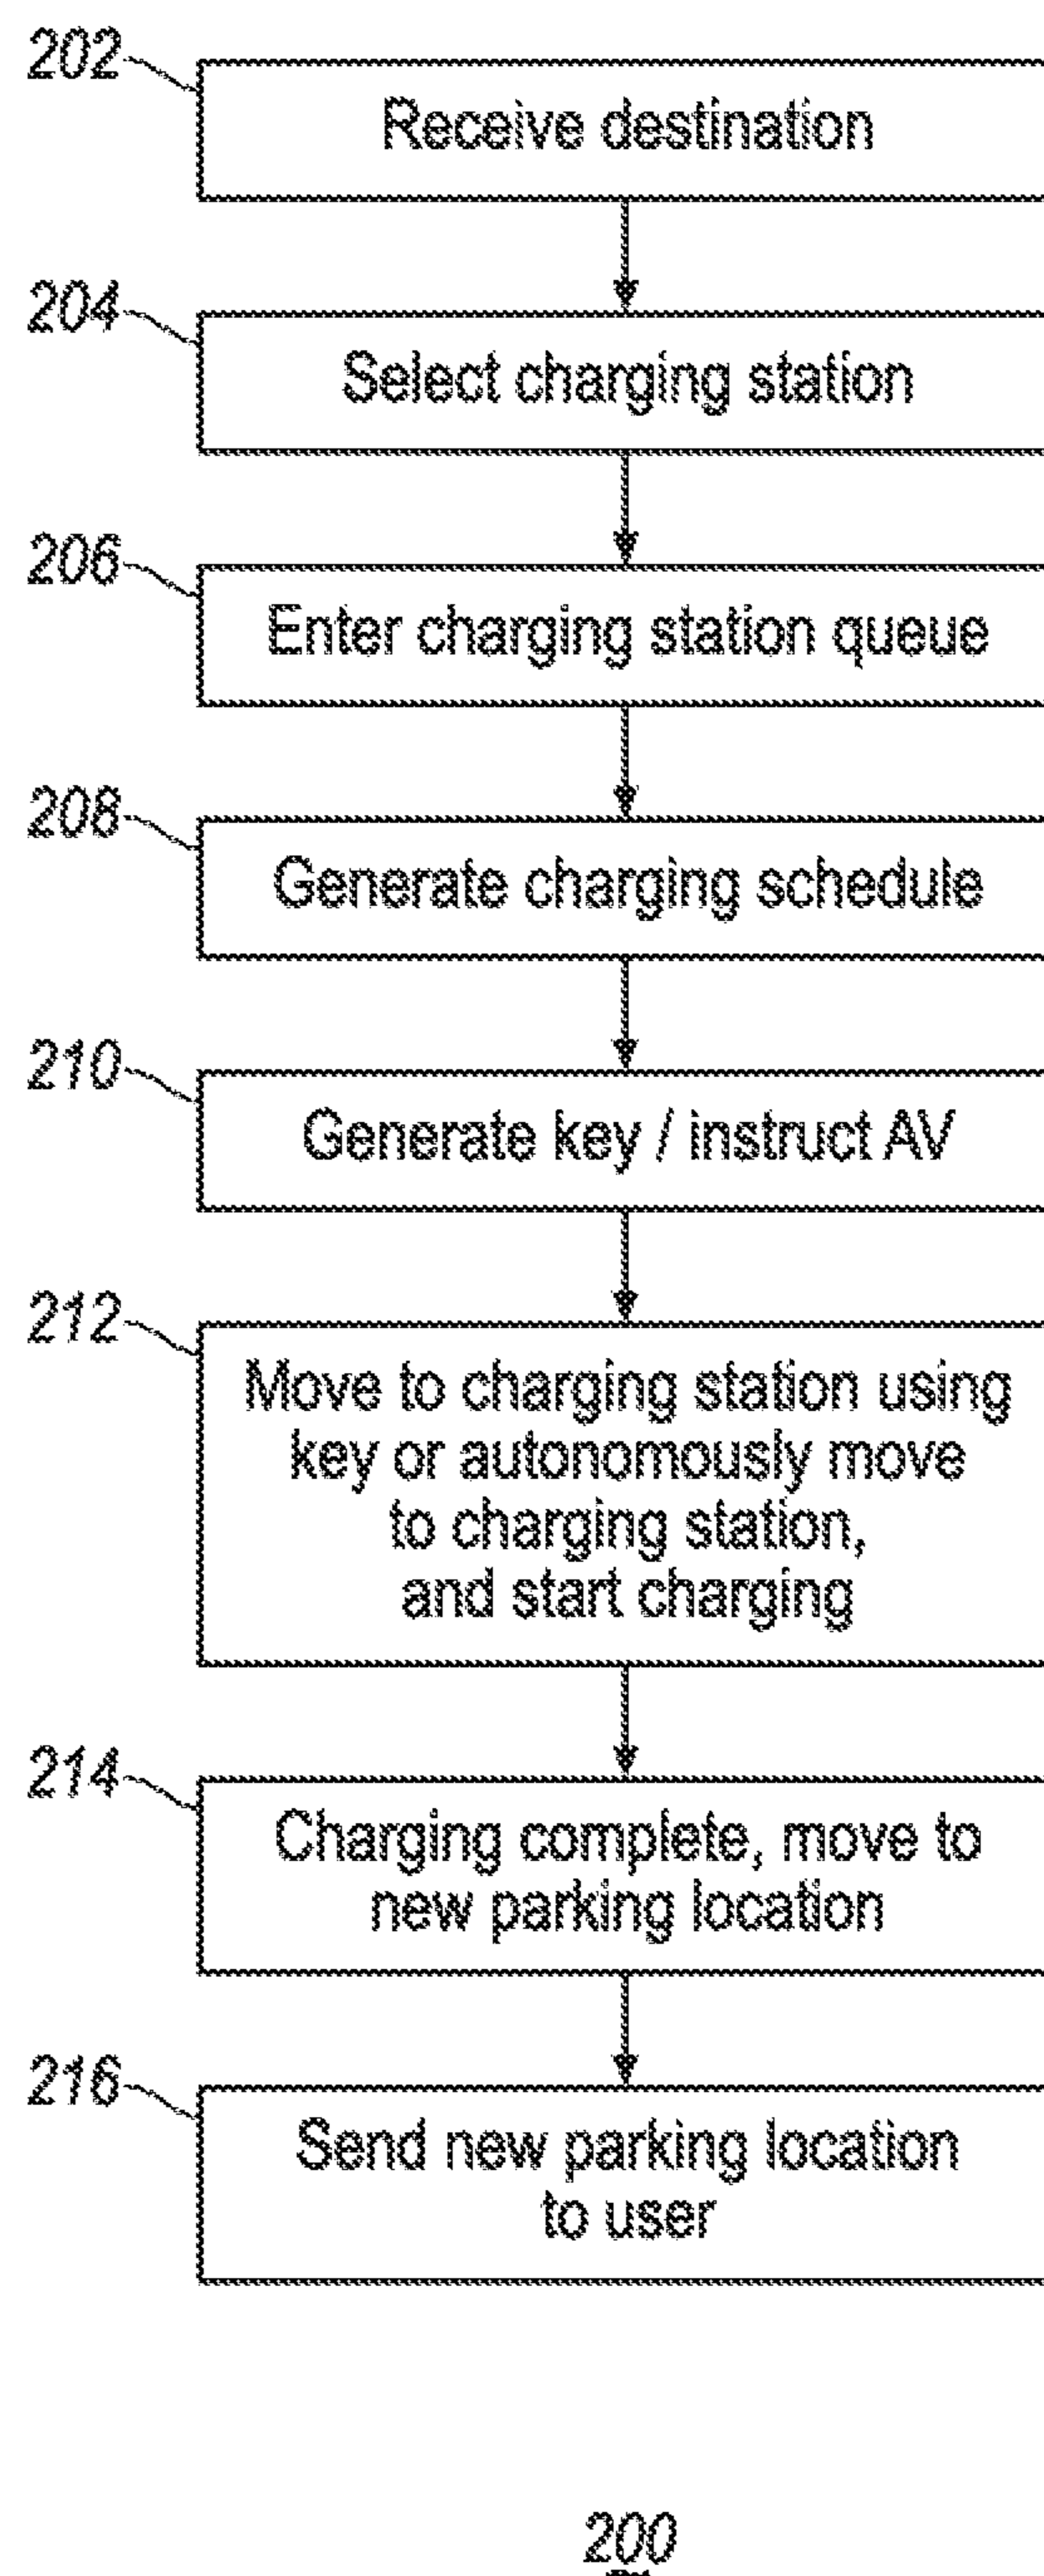 202
Receive destination
204
Select charging station
206
Enter charging station queue
208
Generate charging schedule
210
Generate key / instruct AV
212
Move to charging station using
key or autonomously move
to charging station,
and start charging
214
Charging complete, move to
new parking location
216
Send new parking location
to user
200